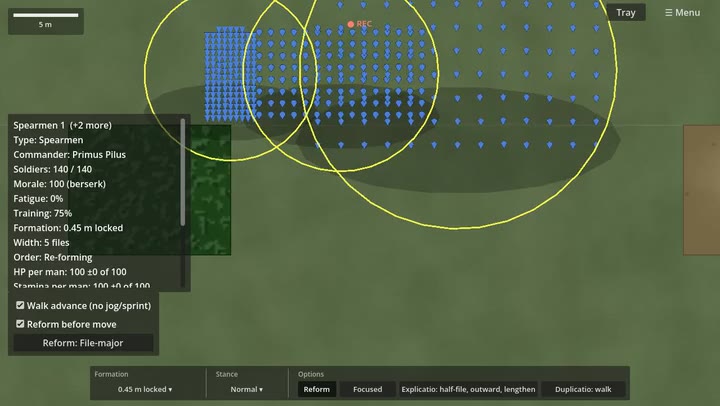 5 m
REC
Tray
☰ Menu
Spearmen 1 (+2 more)
Type: Spearmen
Commander: Primus Pilus
Soldiers: 140 / 140
Morale: 100 (berserk)
Fatigue: 0%
Training: 75%
Formation: 0.45 m locked
Width: 5 files
Order: Re-forming
HP per man: 100 ±0 of 100
Stamina per man: 100 ±0 of 100
Walk advance (no jog/sprint)
Reform before move
Reform: File-major
Formation
Stance
Options
0.45 m locked ▾
Normal ▾
Reform
Focused
Explicatio: half-file, outward, lengthen
Duplicatio: walk